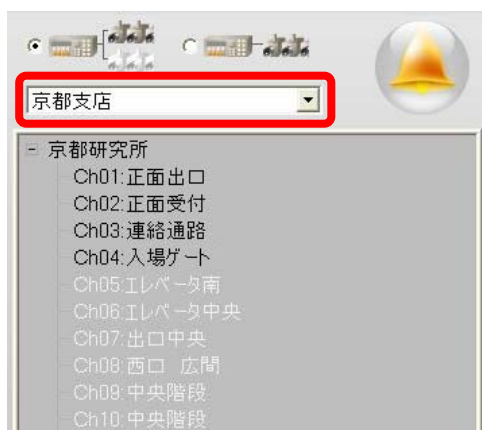 京都支店
京都研究所
Ch01:正面出口
Ch02:正面受付
Ch03:連絡通路
Ch04:入場ゲート
Ch05:エレベータ南
Ch06:エレベータ中央
Ch07:出口中央
Ch08:西口　広間
Ch09:中央階段
Ch10:中央階段